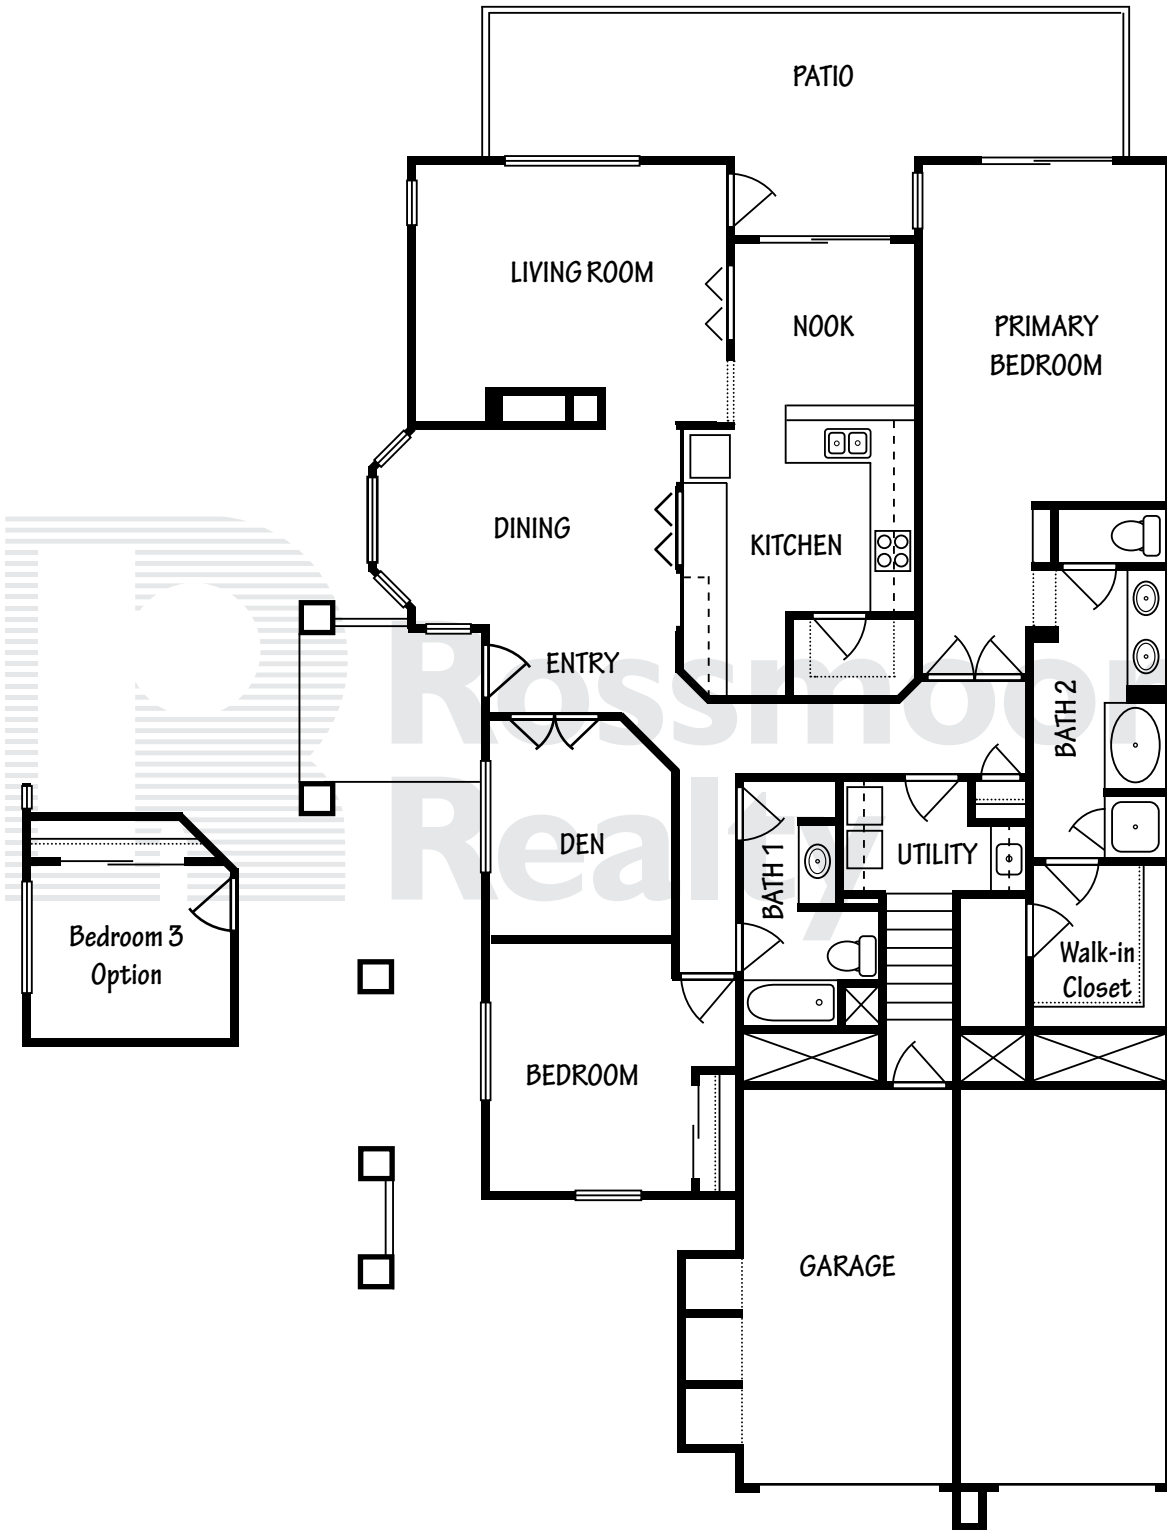 PATIO
LIVING ROOM
NOOK
PRIMARY
BEDROOM
DINING
KITCHEN
ENTRY
BATH 2
Rossmoor
Realty
DEN
BATH 1
UTILITY
Bedroom 3
Option
Walk-in
Closet
BEDROOM
GARAGE